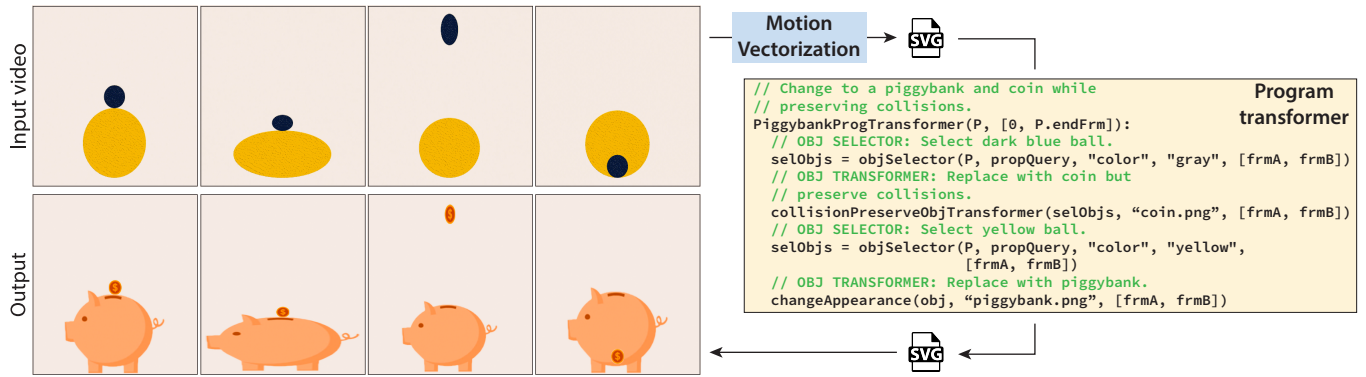 Input video
Output
Motion
Vectorization
SVG
Program
transformer
// Change to a piggybank and coin while
// preserving collisions.
PiggybankProgTransformer(P, [0, P.endFrm]):
// OBJ SELECTOR: Select dark blue ball.
selObjs = objSelector(P, propQuery, "color", "gray", [frmA, frmB])
// OBJ TRANSFORMER: Replace with coin but
// preserve collisions.
collisionPreserveObjTransformer(selObjs, “coin.png”, [frmA, frmB])
// OBJ SELECTOR: Select yellow ball.
selObjs = objSelector(P, propQuery, "color", "yellow",
[frmA, frmB])
// OBJ TRANSFORMER: Replace with piggybank.
changeAppearance(obj, “piggybank.png”, [frmA, frmB])
SVG
$
$
$
$